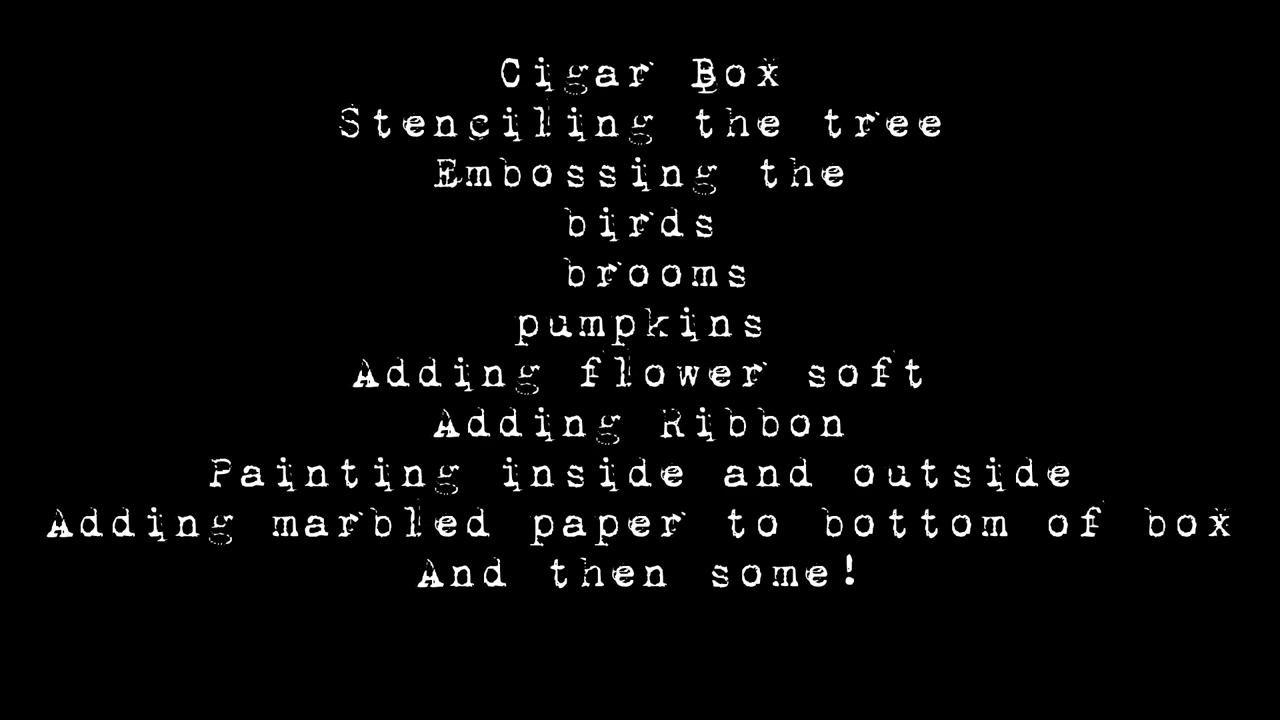 Cigar Box
Stenciling the tree
Embossing the
birds
brooms
pumpkins
Adding flower soft
Adding Ribbon
Painting inside and outside
Adding marbled paper to bottom of box
And then some!